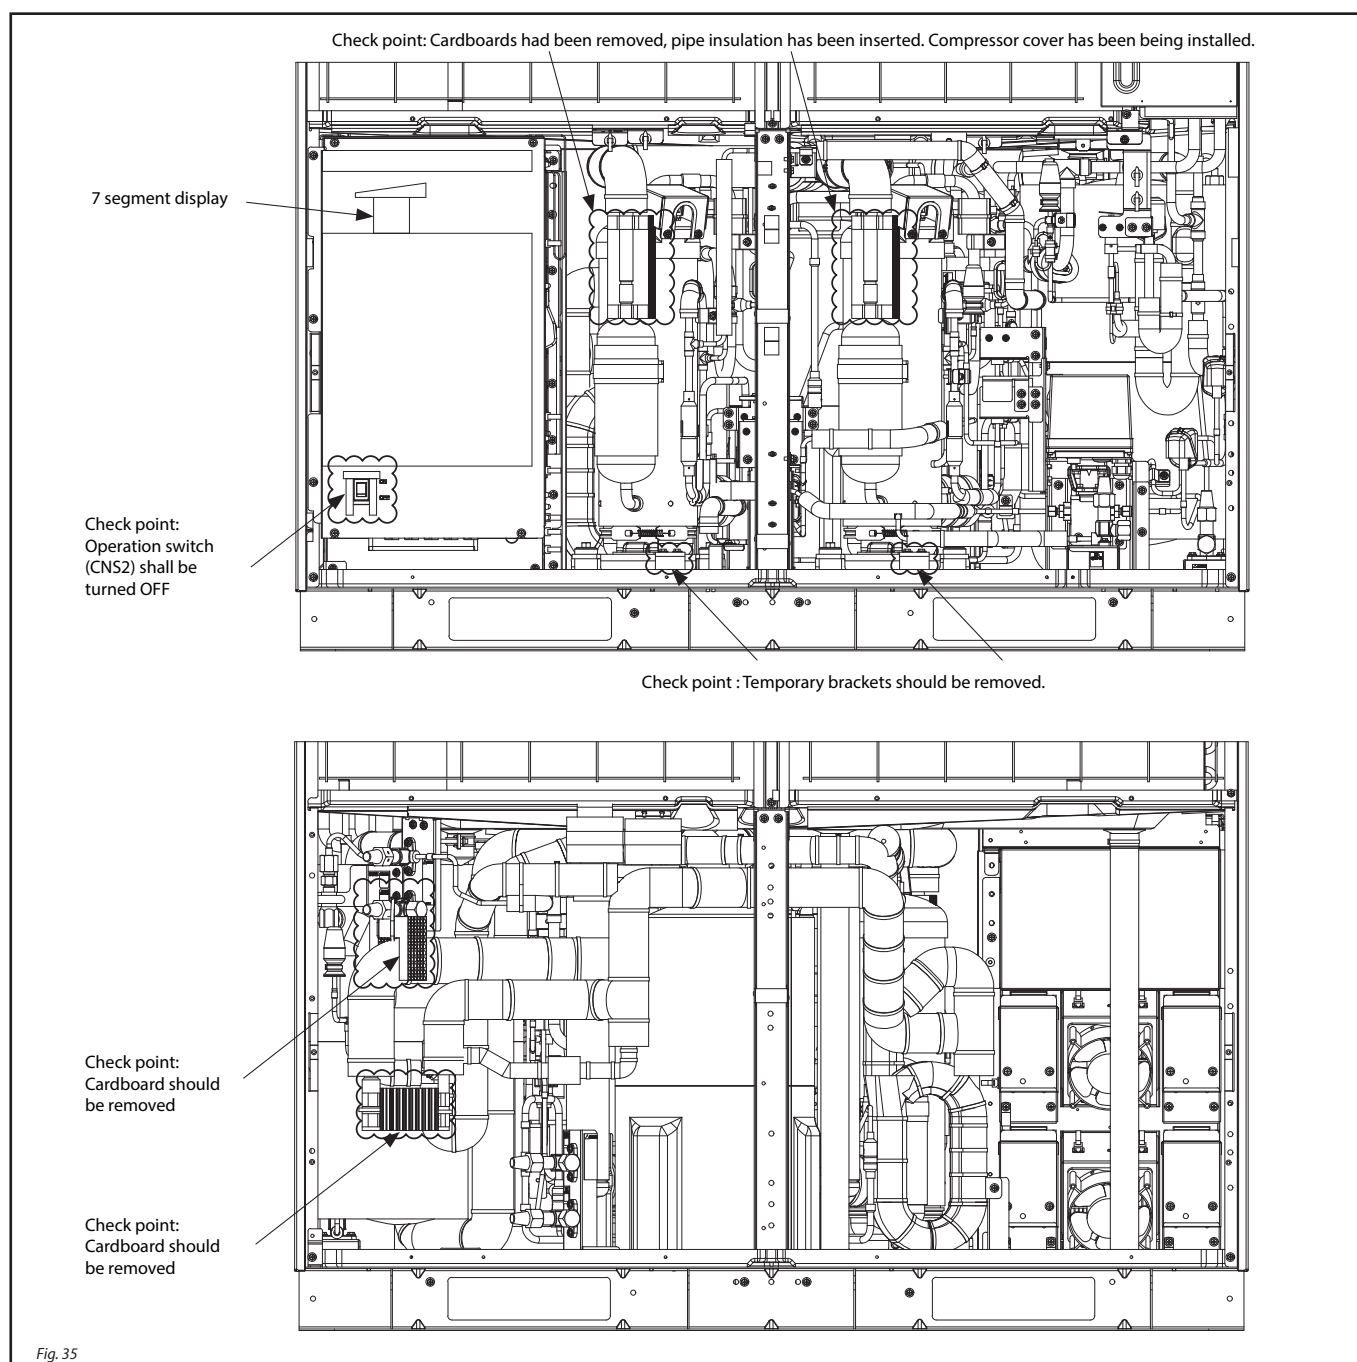 Check point: Cardboards had been removed, pipe insulation has been inserted. Compressor cover has been being installed.
7 segment display
Check point:
Operation switch
(CNS2) shall be
turned OFF
Check point : Temporary brackets should be removed.
Check point:
Cardboard should
be removed
Check point:
Cardboard should
be removed
Fig. 35